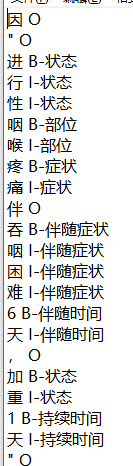 因 O
" O
进 B-状态
行 I-状态
性 I-状态
咽 B-部位
喉 I-部位
疼 B-症状
痛 I-症状
伴 O
吞 B-伴随症状
咽 I-伴随症状
困 I-伴随症状
难 I-伴随症状
6 B-伴随时间
天 I-伴随时间
， O
加 B-状态
重 I-状态
1 B-持续时间
天 I-持续时间
" O